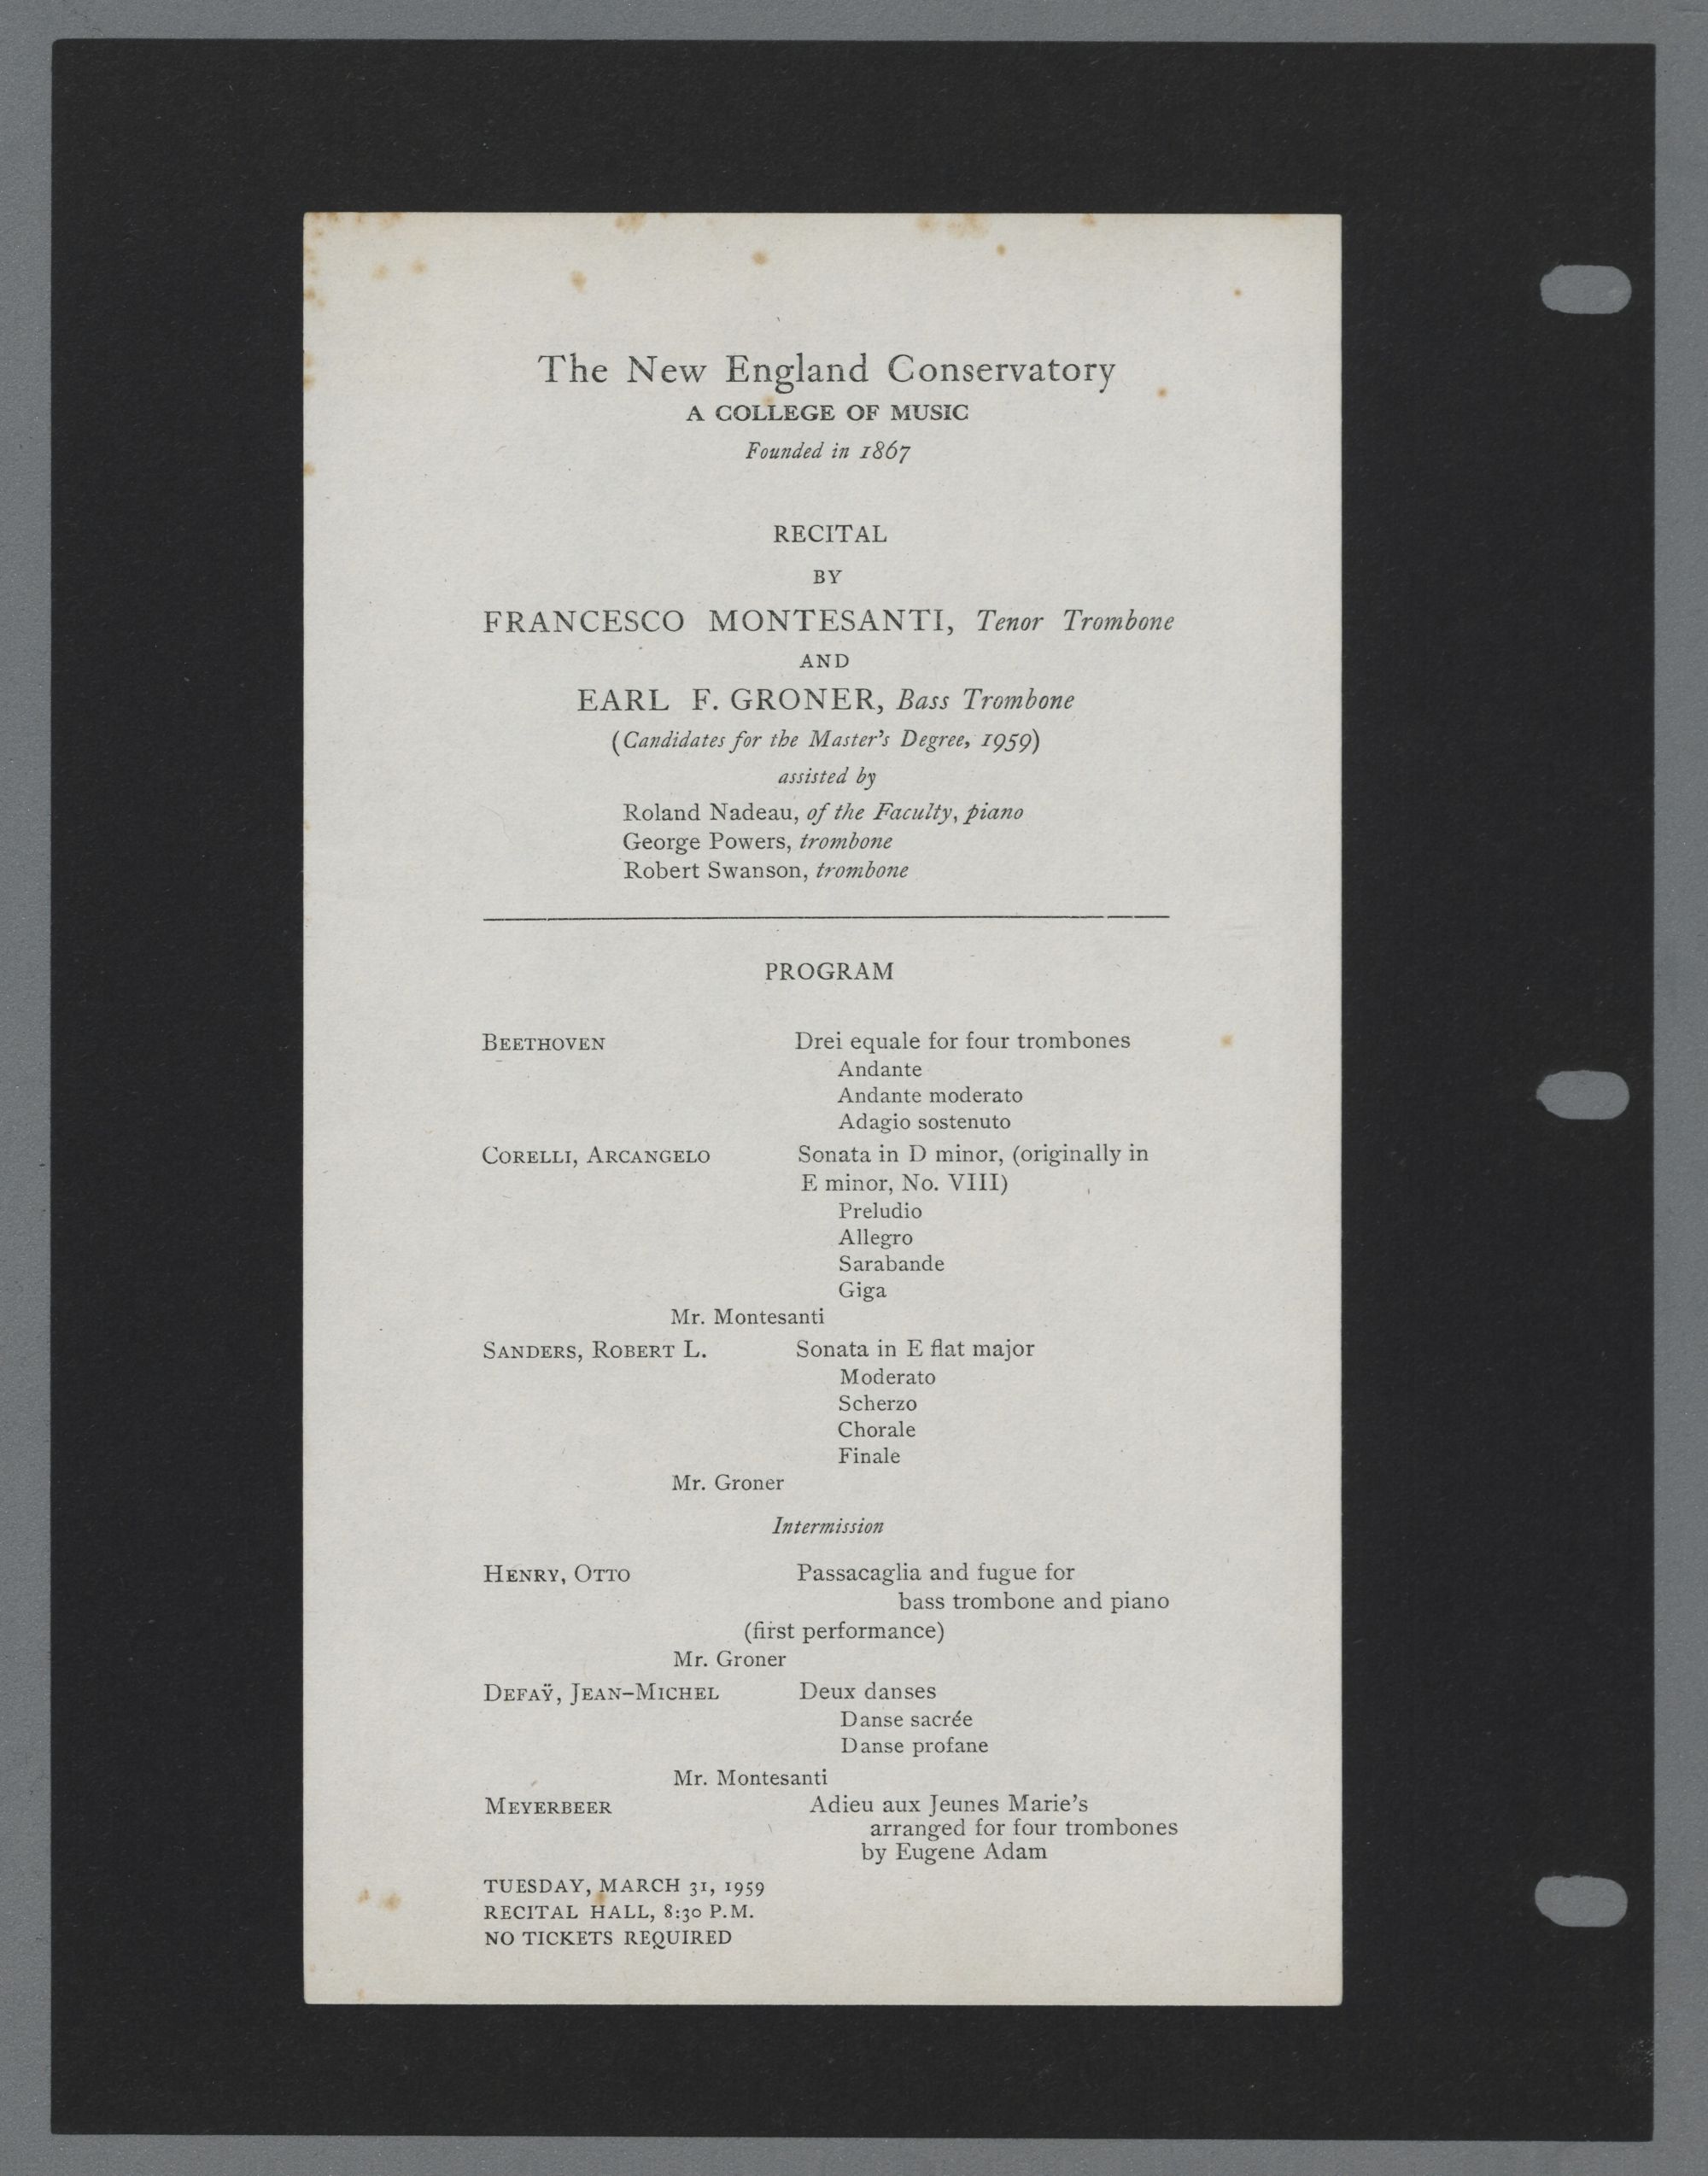 The New England Conservatory
A COLLEGE OF MUSIC
Founded in 1867
RECITAL
BY
FRANCESCO MONTESANTI, Tenor Trombone
AND
EARL F. GRONER, Bass Trombone
(Candidates for the Master's Degree, 1959)
assisted by
Roland Nadeau, of the Faculty, piano
George Powers, trombone
Robert Swanson, trombone
PROGRAM
BEETHOVEN Drei equale for four trombones
Andante
Andante moderato
Adagio sostenuto
CORELLI, ARCANGELO Sonata in D minor, (originally in
E minor, No. VIII)
Preludio
Allegro
Sarabande
Giga
Mr. Montesanti
SANDERS, ROBERT L. Sonata in E flat major
Moderato
Scherzo
Chorale
Finale
Mr. Groner
Intermission
HENRY, OTTO Passacaglia and fugue for
bass trombone and piano
(first performance)
Mr. Groner
DEFAŸ, JEAN-MICHEL Deux danses
Danse sacrée
Danse profane
Mr. Montesanti
MEYERBEER Adieu aux Jeunes Marie's
arranged for four trombones
by Eugene Adam
TUESDAY, MARCH 31, 1959
RECITAL HALL, 8:30 P.M.
NO TICKETS REQUIRED